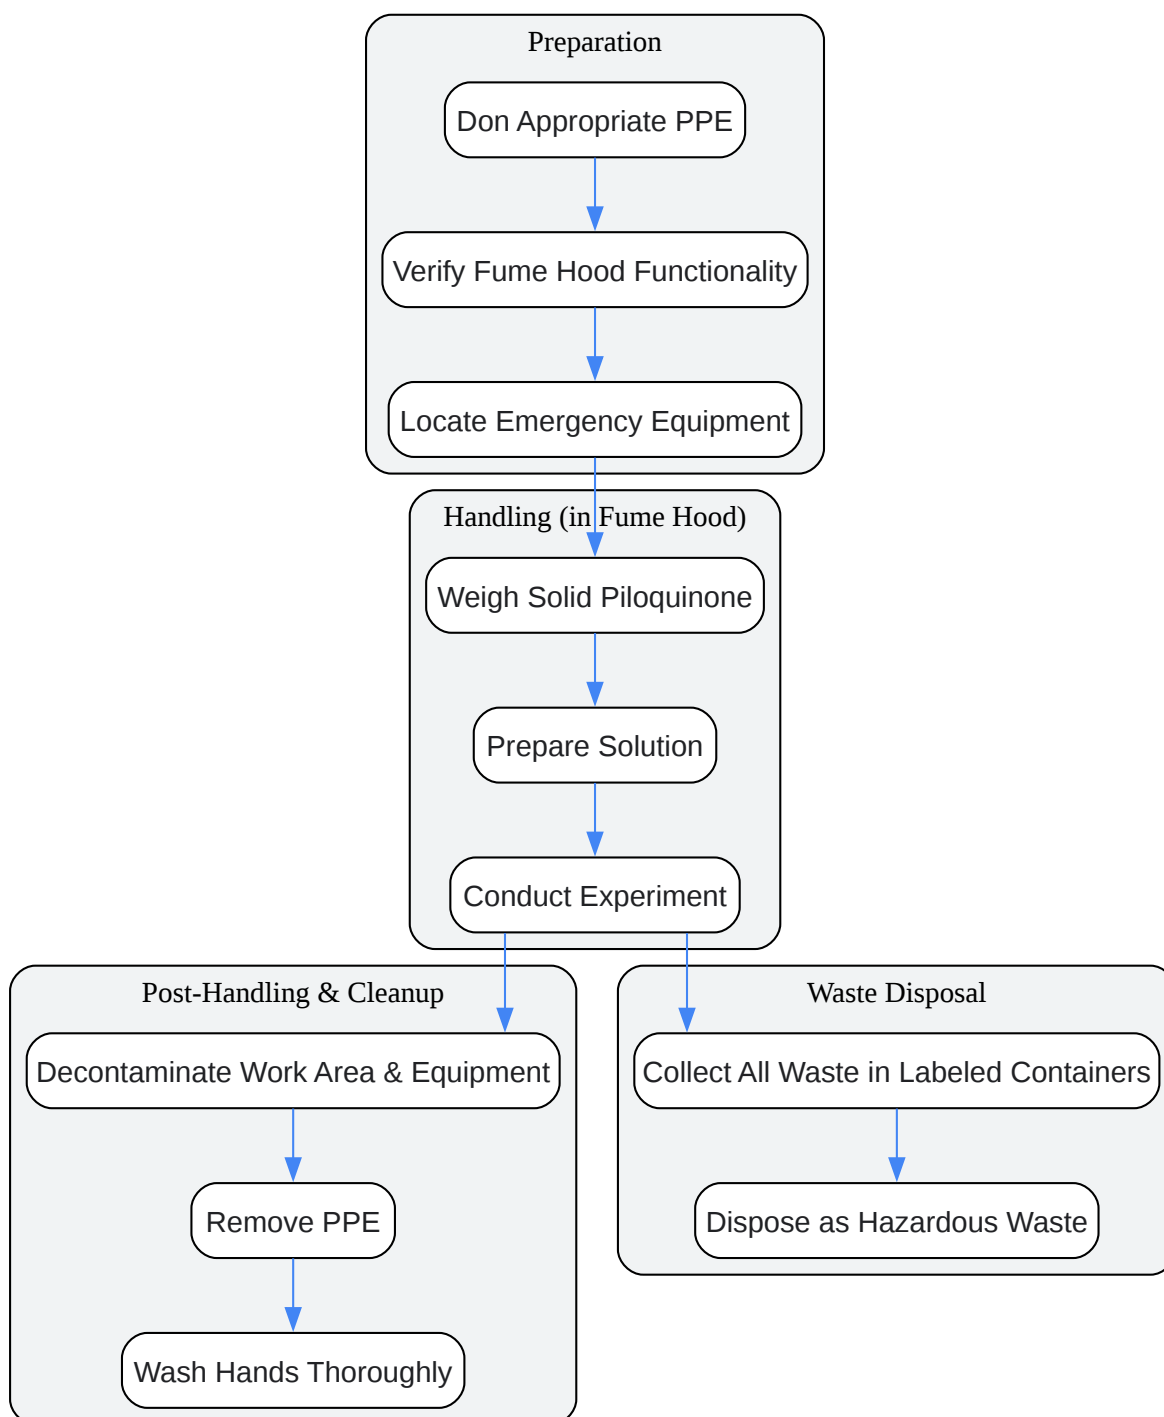 Preparation
Don Appropriate PPE
Verify Fume Hood Functionality
Locate Emergency Equipment
Handling (in Fume Hood)
Weigh Solid Piloquinone
Prepare Solution
Conduct Experiment
Post-Handling & Cleanup
Decontaminate Work Area & Equipment
Remove PPE
Wash Hands Thoroughly
Waste Disposal
Collect All Waste in Labeled Containers
Dispose as Hazardous Waste